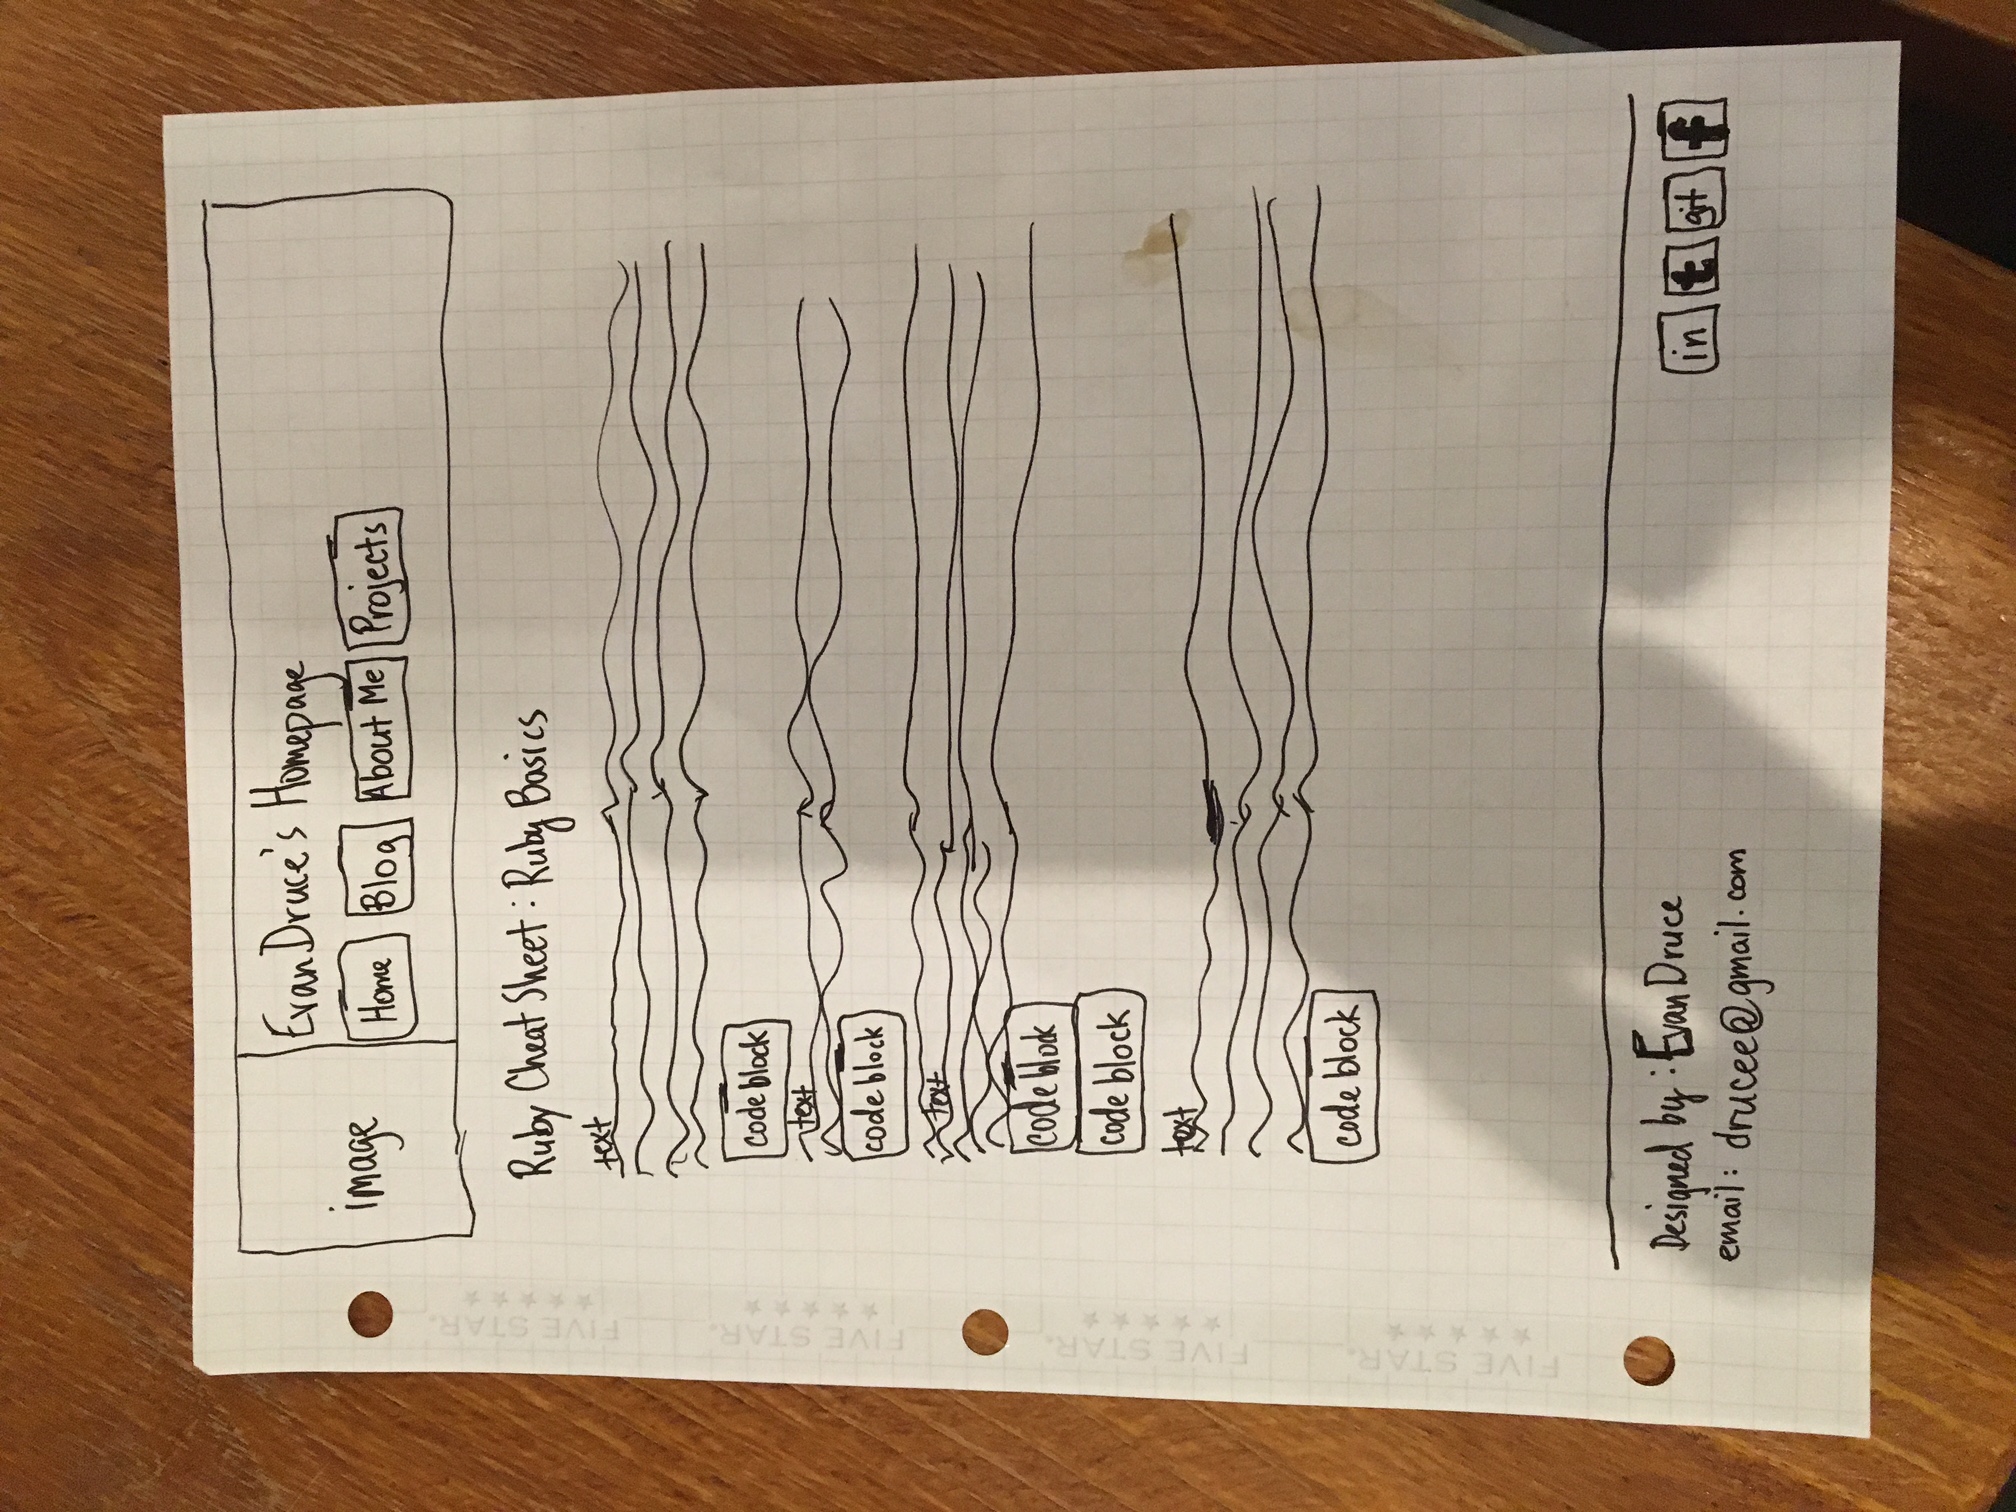 Evan Druce's Homepage
image
Home Blog About Me Projects
Ruby Cheat Sheet: Ruby Basics
text
code block
text
code block
text
code block
code block
text
code block
Designed by: Evan Druce
email: drucee@gmail.com
in t git f
FIVE STAR.
FIVE STAR.
FIVE STAR.
FIVE STAR.